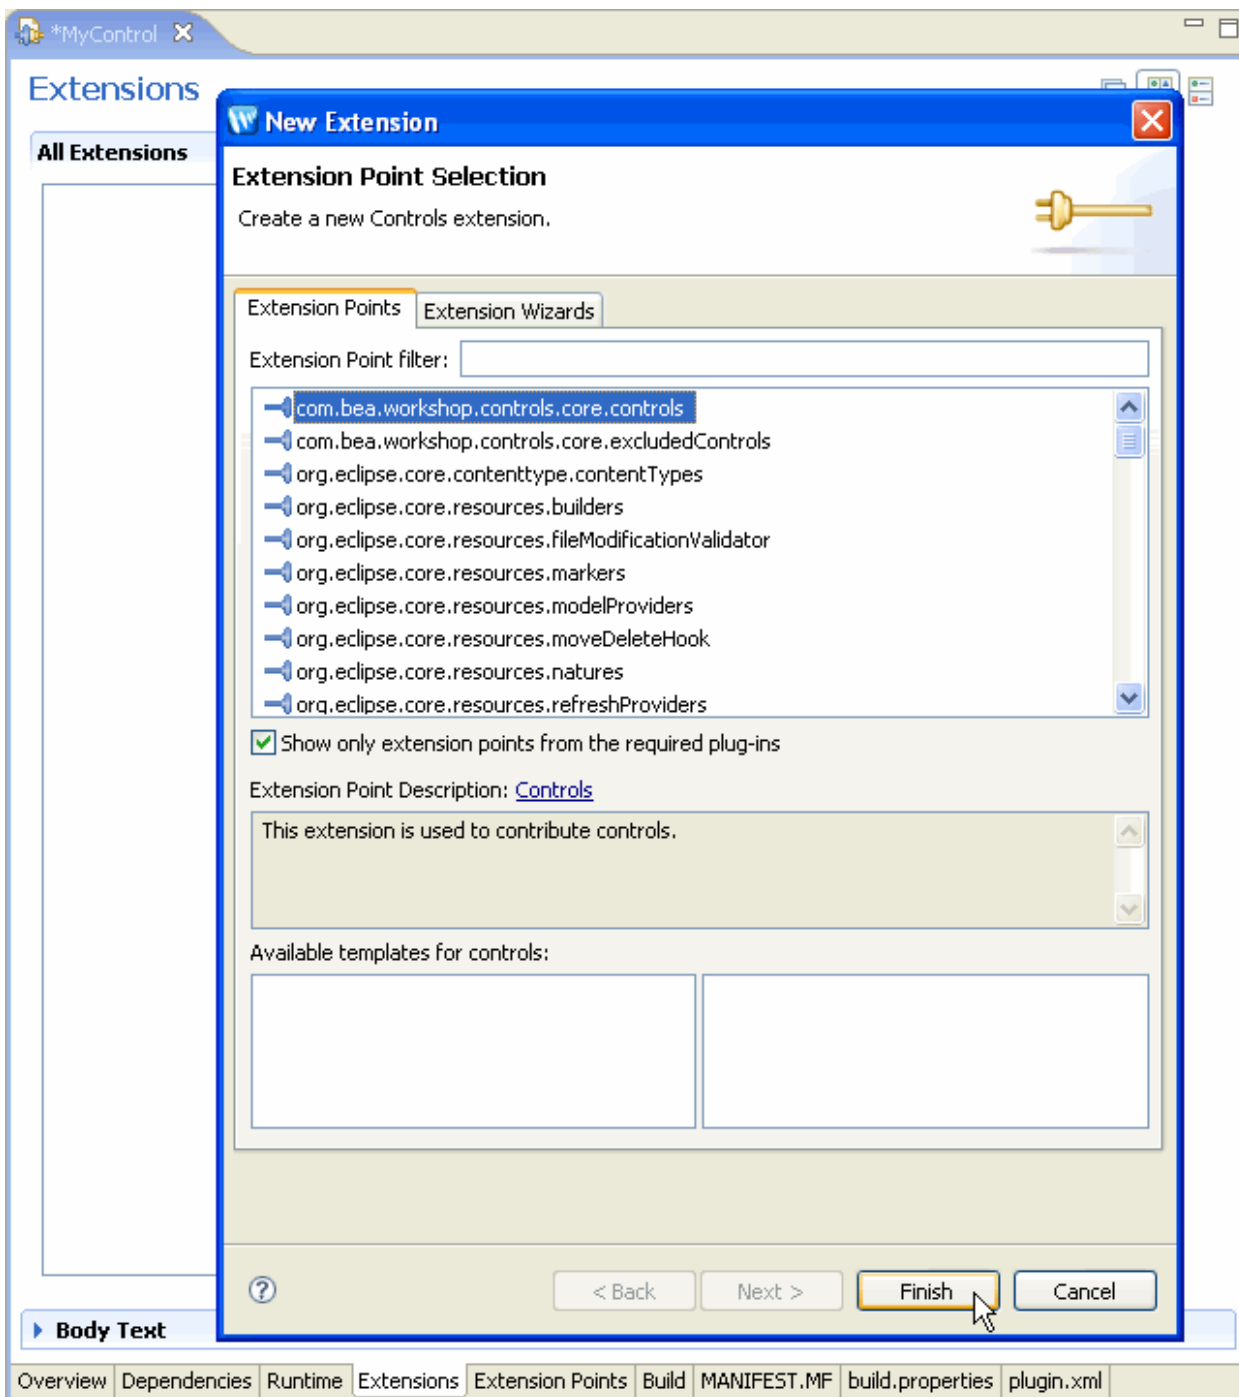 *MyControl
Extensions
All Extensions
New Extension
Extension Point Selection
Create a new Controls extension.
Extension Points
Extension Wizards
Extension Point filter:
com.bea.workshop.controls.core.controls
com.bea.workshop.controls.core.excludedControls
org.eclipse.core.contenttype.contentTypes
org.eclipse.core.resources.builders
org.eclipse.core.resources.fileModificationValidator
org.eclipse.core.resources.markers
org.eclipse.core.resources.modelProviders
org.eclipse.core.resources.moveDeleteHook
org.eclipse.core.resources.natures
org.eclipse.core.resources.refreshProviders
Show only extension points from the required plug-ins
Extension Point Description: Controls
This extension is used to contribute controls.
Available templates for controls:
? < Back Next > Finish Cancel
Body Text
Overview Dependencies Runtime Extensions Extension Points Build MANIFEST.MF build.properties plugin.xml